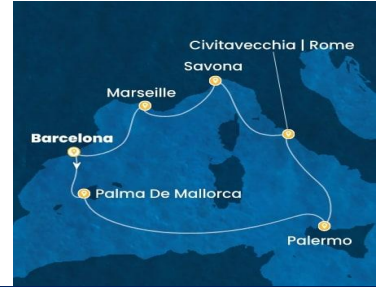 Civitavecchia | Rome
Savona
Marseille
Barcelona
Palma De Mallorca
Palermo